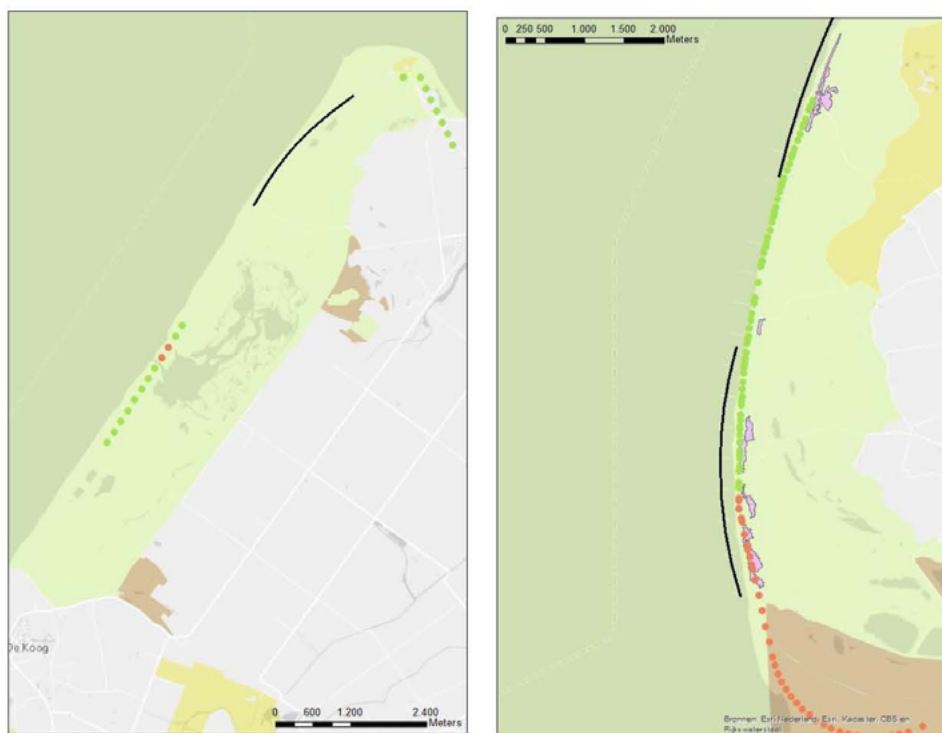 De Koog
0 600 1.200 2.400
Meters
0 250 500 1.000 1.500 2.000
Meters
Bronnen: Esri Nederland, Esri, Kadaster, CBS en
Rijkswaterstaat